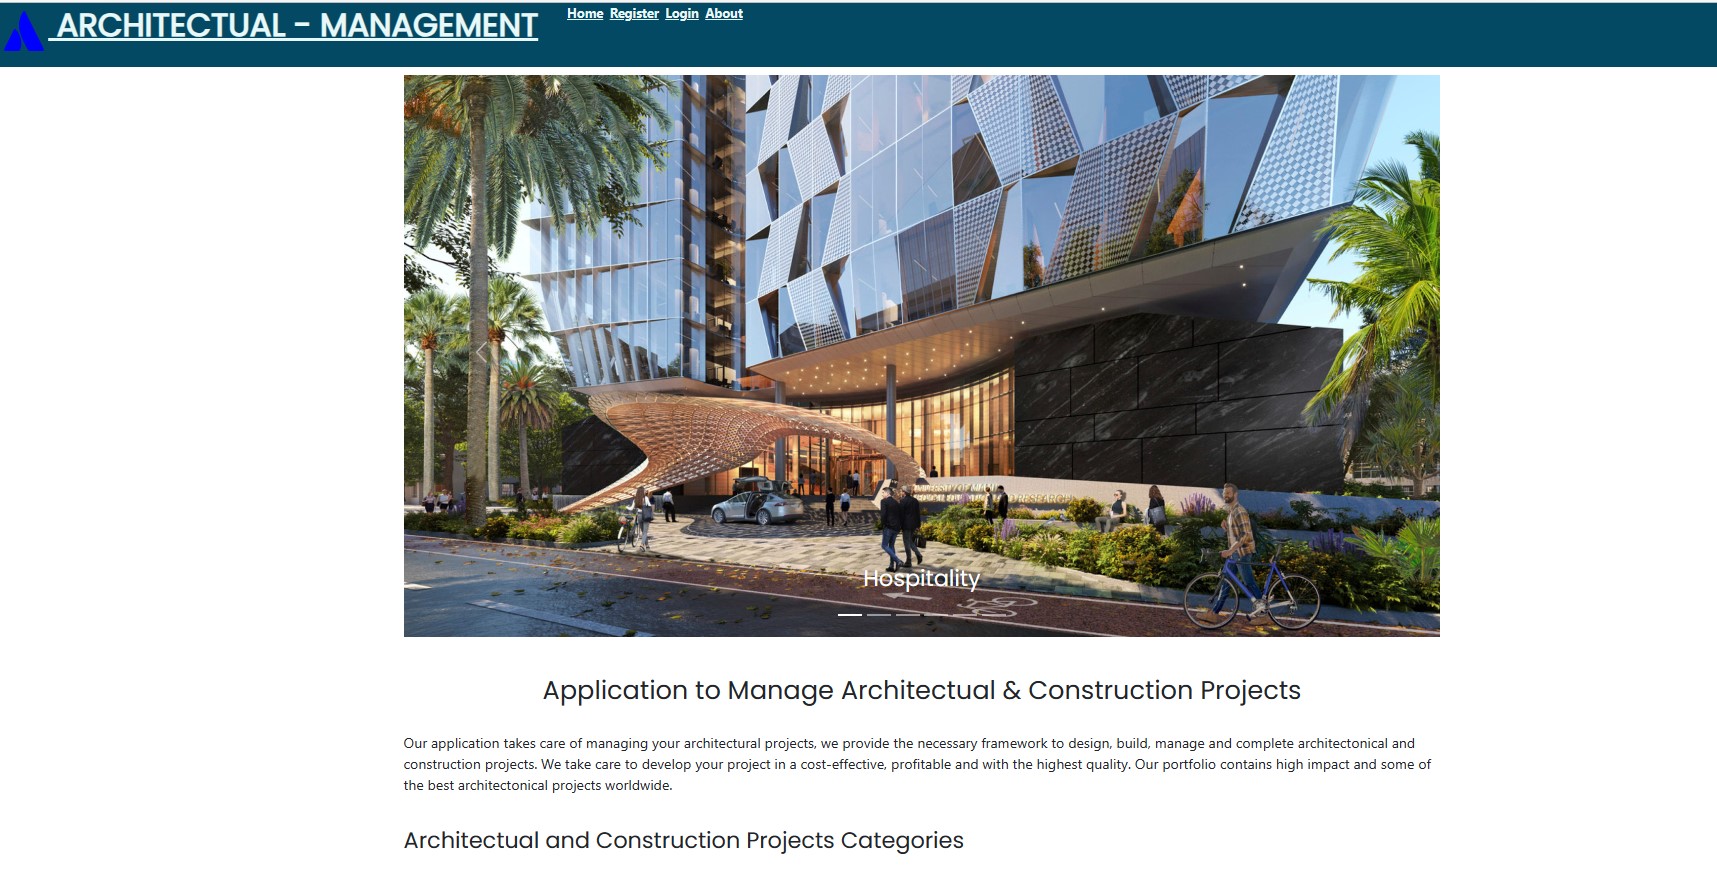 ARCHITECTUAL - MANAGEMENT
Home Register Login About
UNIVERSITY OF MIAMI
Hospitality
Application to Manage Architectual & Construction Projects
Our application takes care of managing your architectural projects, we provide the necessary framework to design, build, manage and complete architectonical and
construction projects. We take care to develop your project in a cost-effective, profitable and with the highest quality. Our portfolio contains high impact and some of
the best architectonical projects worldwide.
Architectual and Construction Projects Categories